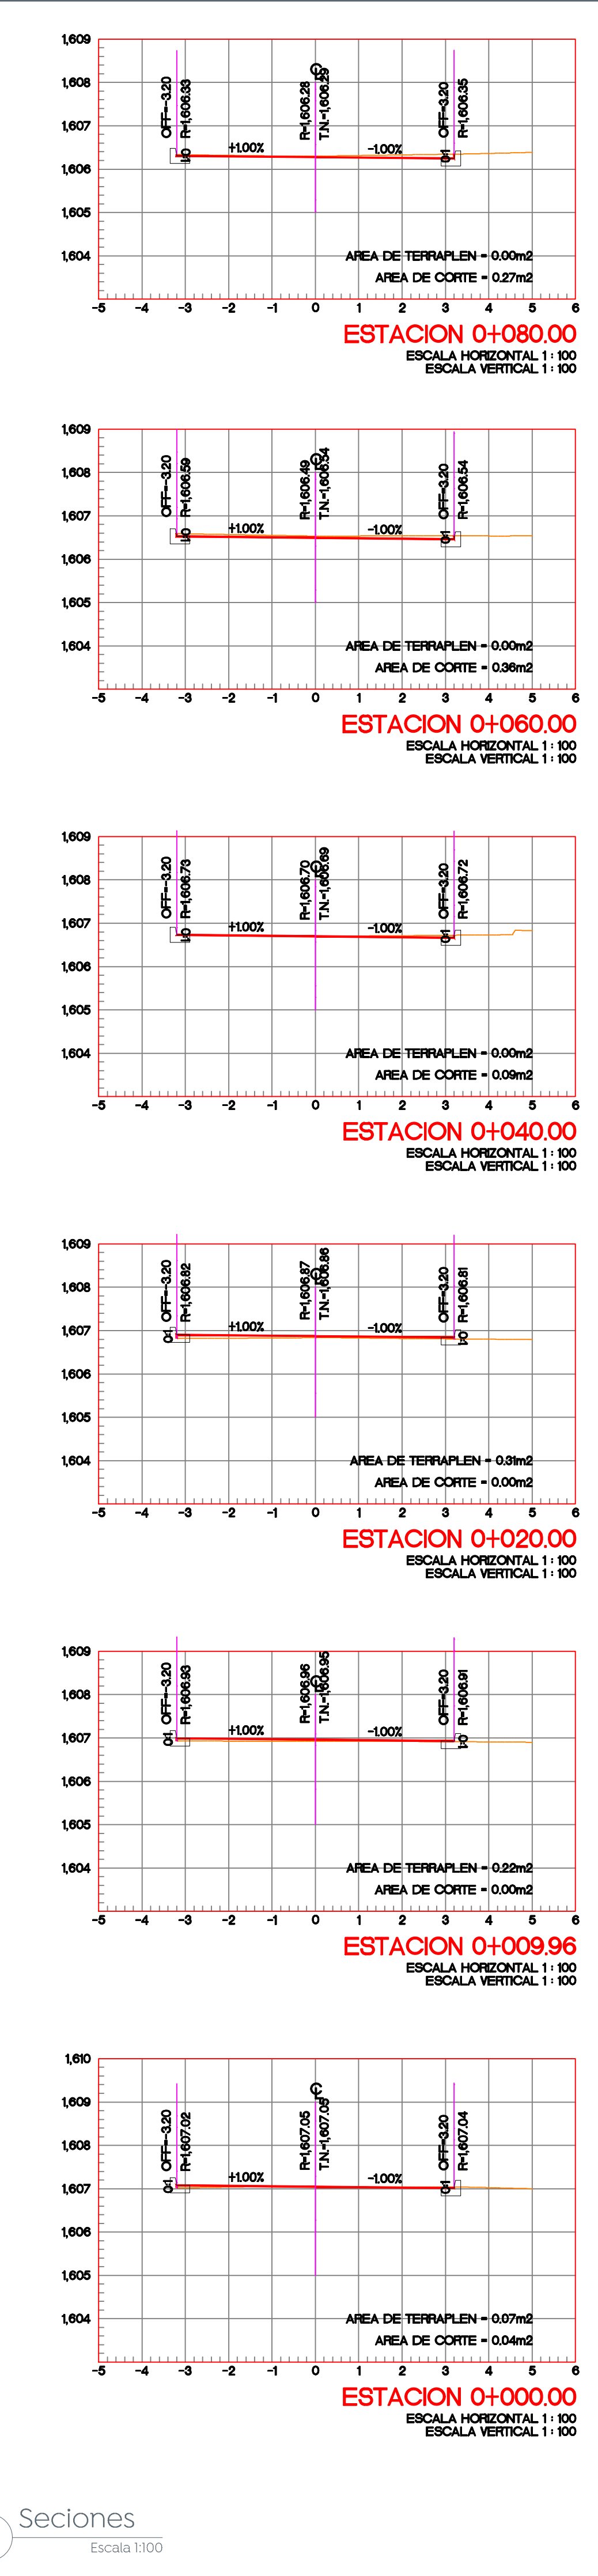 1,609
1,608
1,607
1,606
1,605
1,604
OFF=-3.20
R=1,606.33
R=1,606.28
T.N.=1,606.29
OFF=3.20
R=1,606.35
+1.00%
-1.00%
AREA DE TERRAPLEN = 0.00m2
AREA DE CORTE = 0.27m2
-5 -4 -3 -2 -1 0 1 2 3 4 5 6
ESTACION 0+080.00
ESCALA HORIZONTAL 1 : 100
ESCALA VERTICAL 1 : 100
1,609
1,608
1,607
1,606
1,605
1,604
OFF=-3.20
R=1,606.59
R=1,606.49
T.N.=1,606.54
OFF=3.20
R=1,606.54
+1.00%
-1.00%
AREA DE TERRAPLEN = 0.00m2
AREA DE CORTE = 0.36m2
-5 -4 -3 -2 -1 0 1 2 3 4 5 6
ESTACION 0+060.00
ESCALA HORIZONTAL 1 : 100
ESCALA VERTICAL 1 : 100
1,609
1,608
1,607
1,606
1,605
1,604
OFF=-3.20
R=1,606.73
R=1,606.70
T.N.=1,606.69
OFF=3.20
R=1,606.72
+1.00%
-1.00%
AREA DE TERRAPLEN = 0.00m2
AREA DE CORTE = 0.09m2
-5 -4 -3 -2 -1 0 1 2 3 4 5 6
ESTACION 0+040.00
ESCALA HORIZONTAL 1 : 100
ESCALA VERTICAL 1 : 100
1,609
1,608
1,607
1,606
1,605
1,604
OFF=-3.20
R=1,606.82
R=1,606.87
T.N.=1,606.86
OFF=3.20
R=1,606.81
+1.00%
-1.00%
AREA DE TERRAPLEN = 0.31m2
AREA DE CORTE = 0.00m2
-5 -4 -3 -2 -1 0 1 2 3 4 5 6
ESTACION 0+020.00
ESCALA HORIZONTAL 1 : 100
ESCALA VERTICAL 1 : 100
1,609
1,608
1,607
1,606
1,605
1,604
OFF=-3.20
R=1,606.93
R=1,606.96
T.N.=1,606.95
OFF=3.20
R=1,606.91
+1.00%
-1.00%
AREA DE TERRAPLEN = 0.22m2
AREA DE CORTE = 0.00m2
-5 -4 -3 -2 -1 0 1 2 3 4 5 6
ESTACION 0+009.96
ESCALA HORIZONTAL 1 : 100
ESCALA VERTICAL 1 : 100
1,610
1,609
1,608
1,607
1,606
1,605
1,604
OFF=-3.20
R=1,607.02
R=1,607.05
T.N.=1,607.05
OFF=3.20
R=1,607.04
+1.00%
-1.00%
AREA DE TERRAPLEN = 0.07m2
AREA DE CORTE = 0.04m2
-5 -4 -3 -2 -1 0 1 2 3 4 5 6
ESTACION 0+000.00
ESCALA HORIZONTAL 1 : 100
ESCALA VERTICAL 1 : 100
Seciones
Escala 1:100